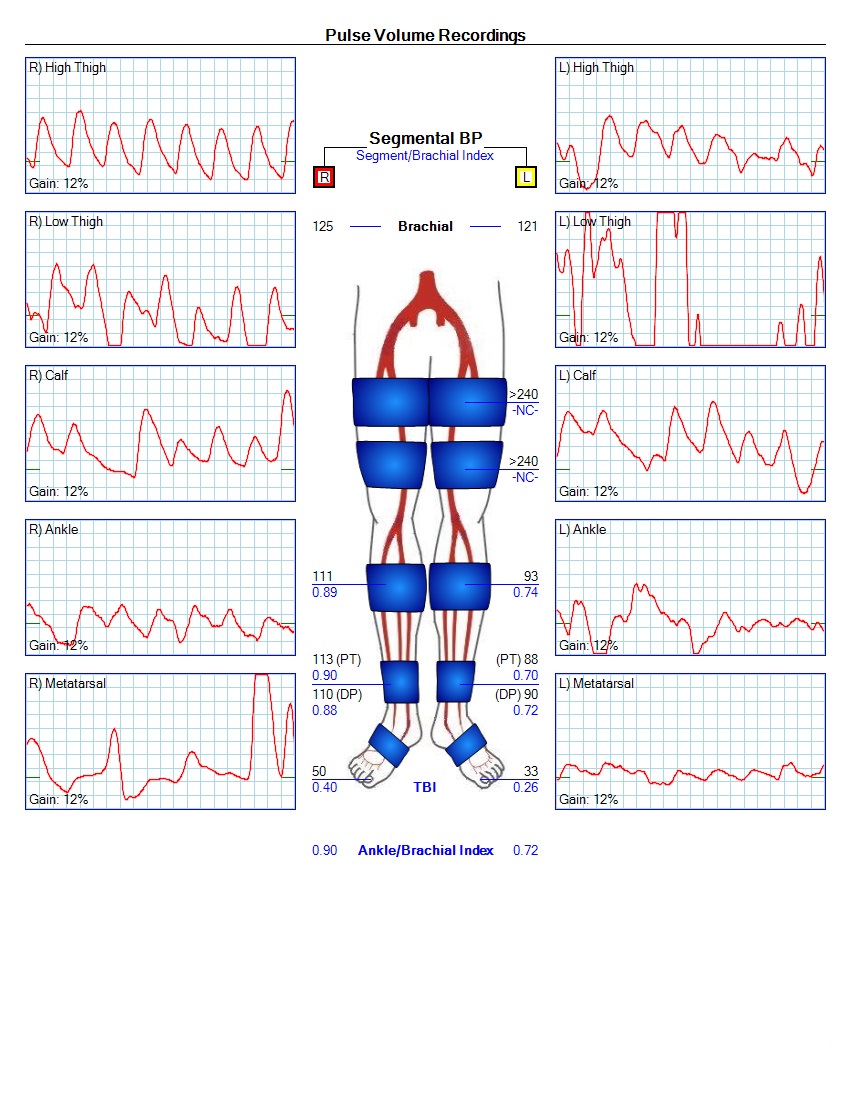 Pulse Volume Recordings
R) High Thigh
Gain: 12%
R) Low Thigh
Gain: 12%
R) Calf
Gain: 12%
R) Ankle
Gain: 12%
R) Metatarsal
Gain: 12%
Segmental BP
Segment/Brachial Index
R
L
125 Brachial 121
>240
-NC-
>240
-NC-
111 93
0.89 0.74
113 (PT) (PT) 88
0.90 0.70
110 (DP) (DP) 90
0.88 0.72
50 33
0.40 TBI 0.26
0.90 Ankle/Brachial Index 0.72
L) High Thigh
Gain: 12%
L) Low Thigh
Gain: 12%
L) Calf
Gain: 12%
L) Ankle
Gain: 12%
L) Metatarsal
Gain: 12%